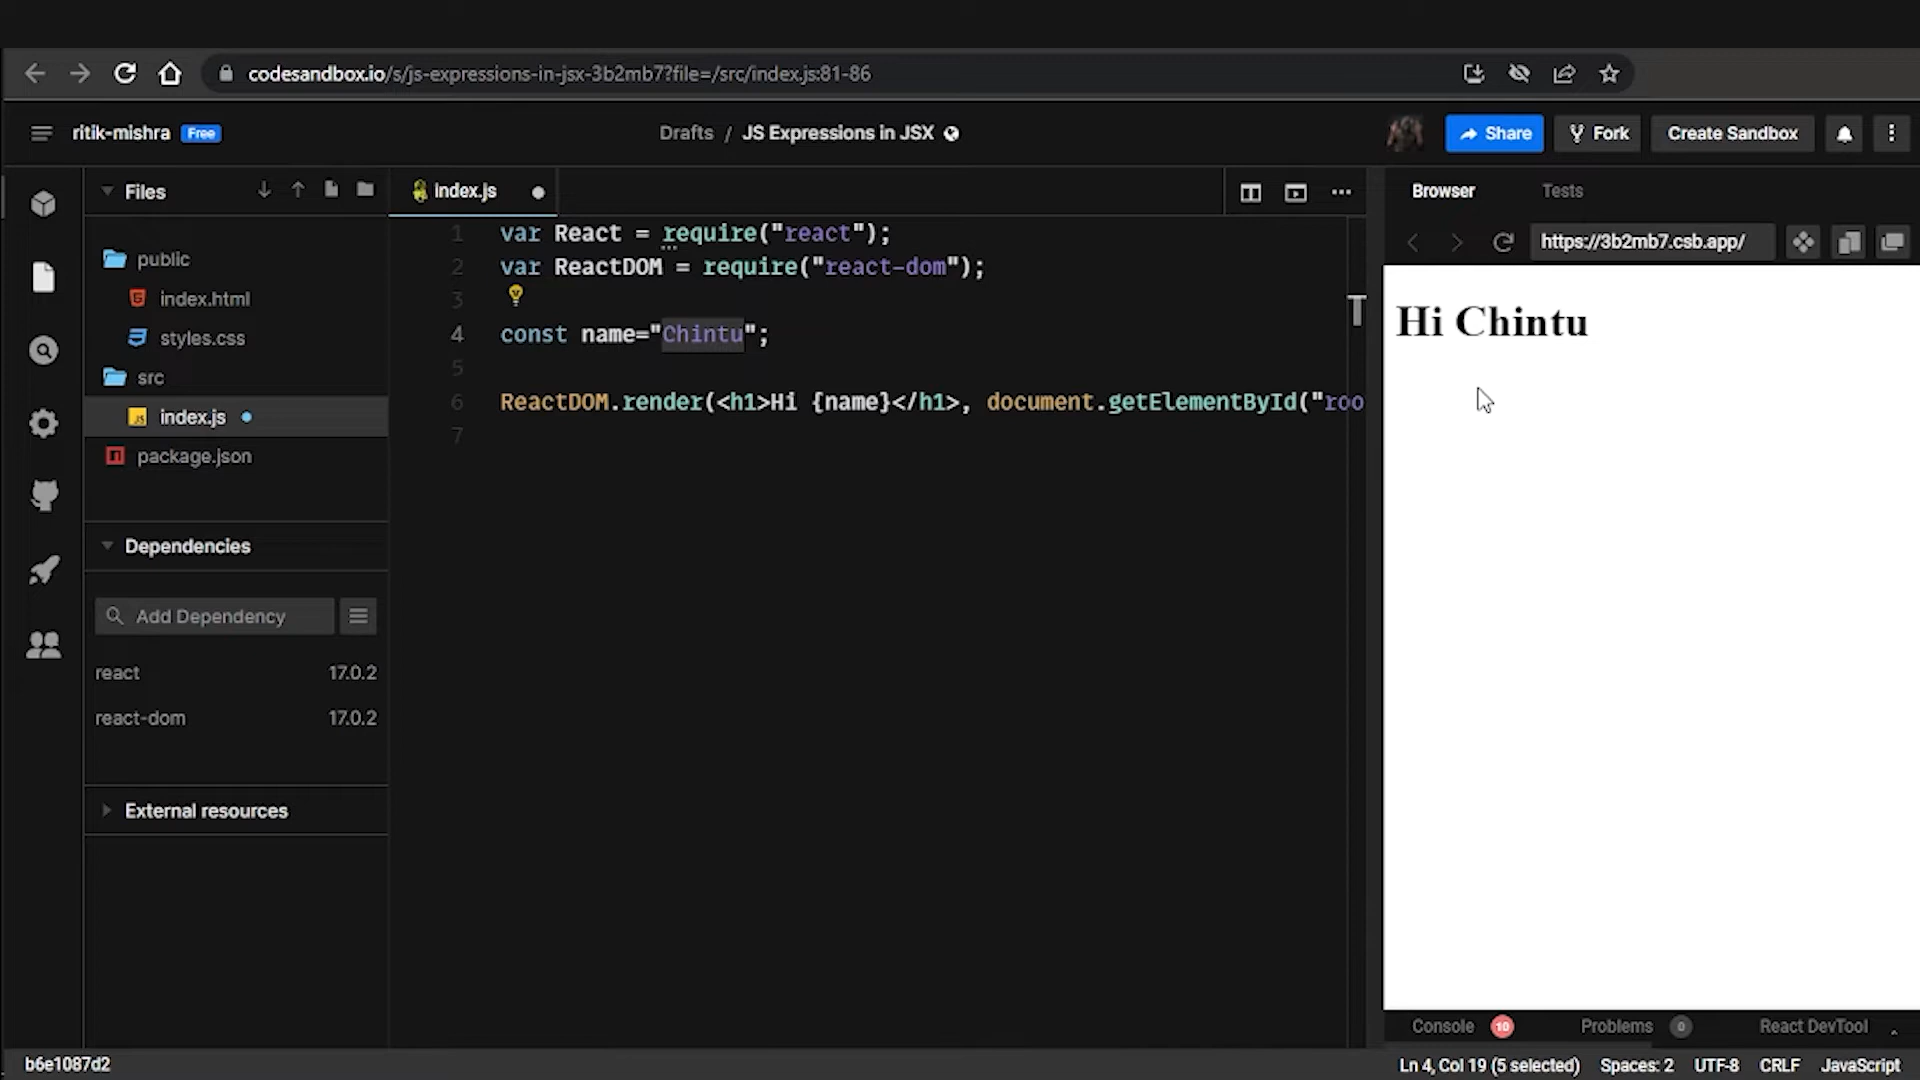 codesandbox.io/s/js-expressions-in-jsx-3b2mb7?file=/src/index.js:81-86
ritik-mishra Free
Drafts / JS Expressions in JSX
Share Fork Create Sandbox
Files
public
index.html
styles.css
src
index.js
package.json
Dependencies
Add Dependency
react 17.0.2
react-dom 17.0.2
External resources
index.js
1 var React = require("react");
2 var ReactDOM = require("react-dom");
3
4 const name="Chintu";
5
6 ReactDOM.render(<h1>Hi {name}</h1>, document.getElementById("roo
7
Browser Tests
https://3b2mb7.csb.app/
Hi Chintu
Console 10 Problems 0 React DevTool
b6e1087d2
Ln 4, Col 19 (5 selected) Spaces: 2 UTF-8 CRLF JavaScript